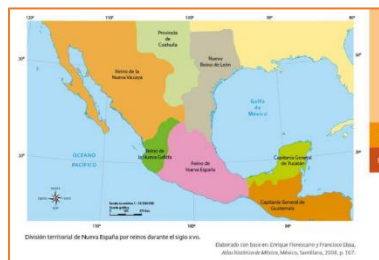 Provincia
de
Coahuila
Nuevo
Reino de León
Reino de
la Nueva Vizcaya
Golfo
de
México
OCÉANO
PACÍFICO
Reino de
la Nueva Galicia
Reino de
Nueva España
Capitanía General
de Yucatán
Capitanía General de
Guatemala
División territorial de Nueva España por reinos durante el siglo XVII.
Elaborado con base en: Enrique Florescano y Francisco Eissa,
Atlas histórico de México, México, Santillana, 2008, p. 107.